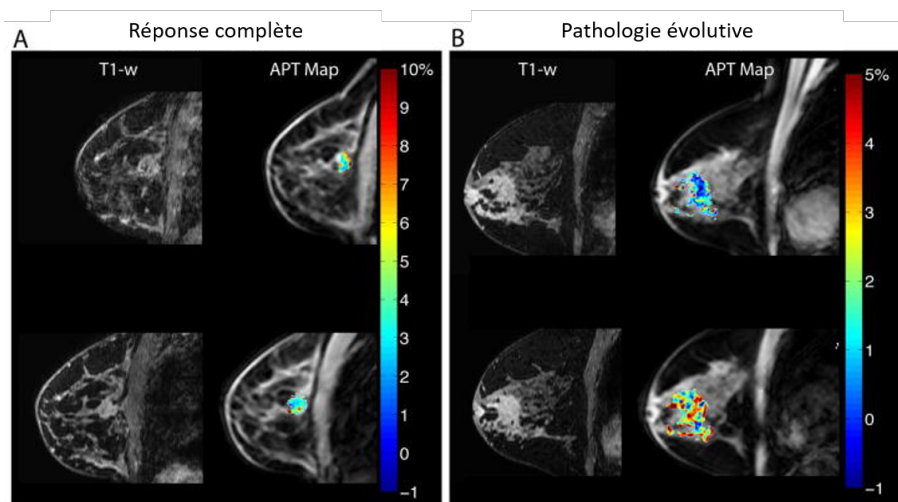 Réponse complète
Pathologie évolutive
A
T1-w
APT Map
10%
9
8
7
6
5
4
3
2
1
0
−1
B
T1-w
APT Map
5%
4
3
2
1
0
−1